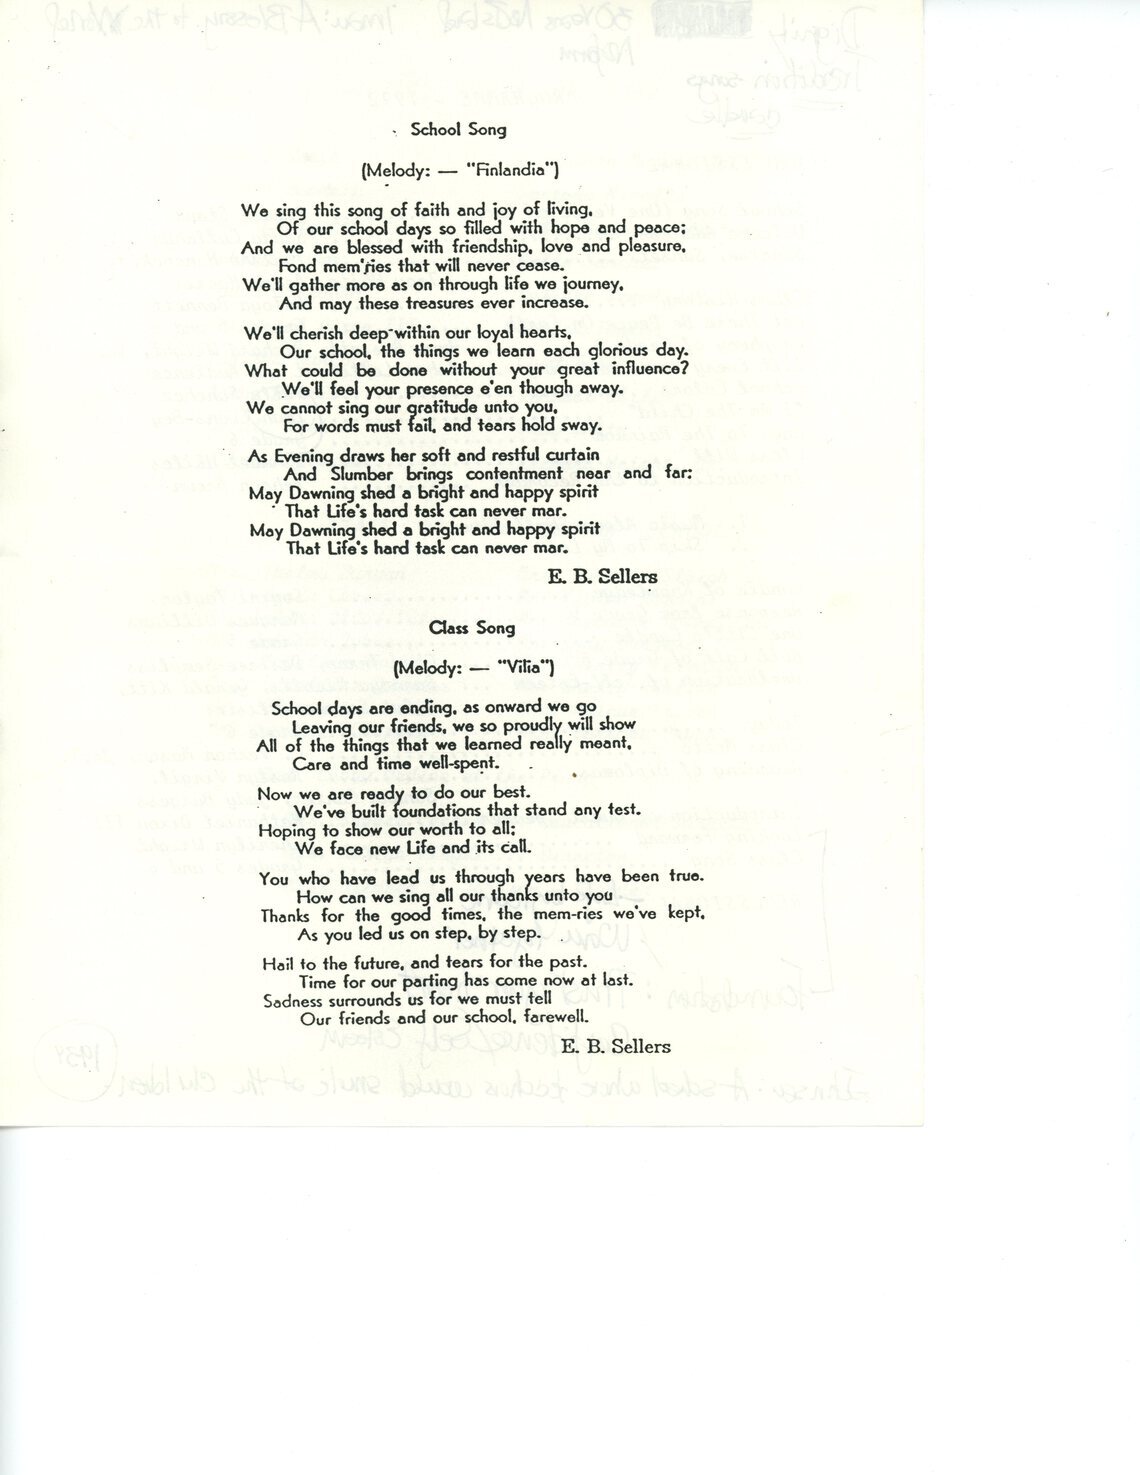 School Song
(Melody: — "Finlandia")
We sing this song of faith and joy of living,
Of our school days so filled with hope and peace;
And we are blessed with friendship, love and pleasure,
Fond mem'ries that will never cease.
We'll gather more as on through life we journey,
And may these treasures ever increase.
We'll cherish deep within our loyal hearts,
Our school, the things we learn each glorious day.
What could be done without your great influence?
We'll feel your presence e'en though away.
We cannot sing our gratitude unto you,
For words must fail, and tears hold sway.
As Evening draws her soft and restful curtain
And Slumber brings contentment near and far;
May Dawning shed a bright and happy spirit
That Life's hard task can never mar.
May Dawning shed a bright and happy spirit
That Life's hard task can never mar.
E. B. Sellers
Class Song
(Melody: — "Vilia")
School days are ending, as onward we go
Leaving our friends, we so proudly will show
All of the things that we learned really meant,
Care and time well-spent.
Now we are ready to do our best.
We've built foundations that stand any test.
Hoping to show our worth to all;
We face new Life and its call.
You who have lead us through years have been true.
How can we sing all our thanks unto you
Thanks for the good times, the mem-ries we've kept,
As you led us on step, by step.
Hail to the future, and tears for the past.
Time for our parting has come now at last.
Sadness surrounds us for we must tell
Our friends and our school, farewell.
E. B. Sellers